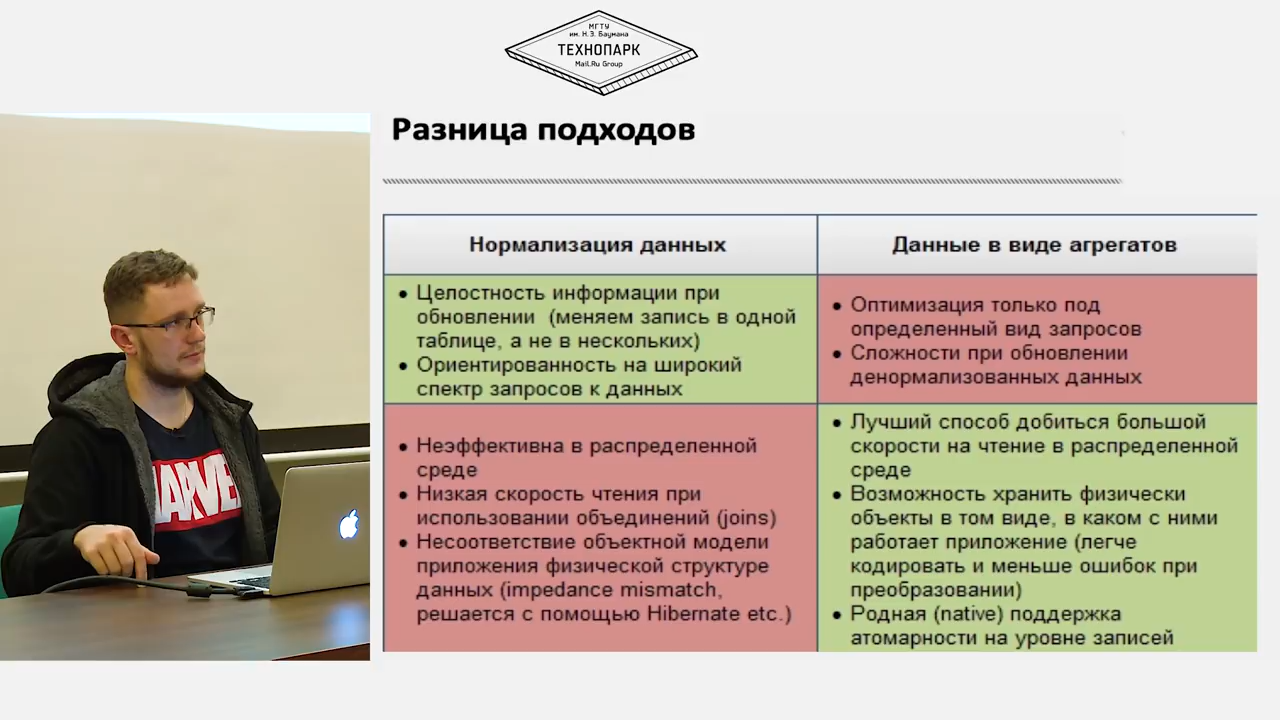 МГТУ
им. Н.Э. Баумана
ТЕХНОПАРК
Mail.Ru Group
Разница подходов
Нормализация данных
Данные в виде агрегатов
• Целостность информации при
обновлении (меняем запись в одной
таблице, а не в нескольких)
• Ориентированность на широкий
спектр запросов к данных
• Оптимизация только под
определенный вид запросов
• Сложности при обновлении
денормализованных данных
• Неэффективна в распределенной
среде
• Низкая скорость чтения при
использовании объединений (joins)
• Несоответствие объектной модели
приложения физической структуре
данных (impedance mismatch,
решается с помощью Hibernate etc.)
• Лучший способ добиться большой
скорости на чтение в распределенной
среде
• Возможность хранить физически
объекты в том виде, в каком с ними
работает приложение (легче
кодировать и меньше ошибок при
преобразовании)
• Родная (native) поддержка
атомарности на уровне записей
MARVEL